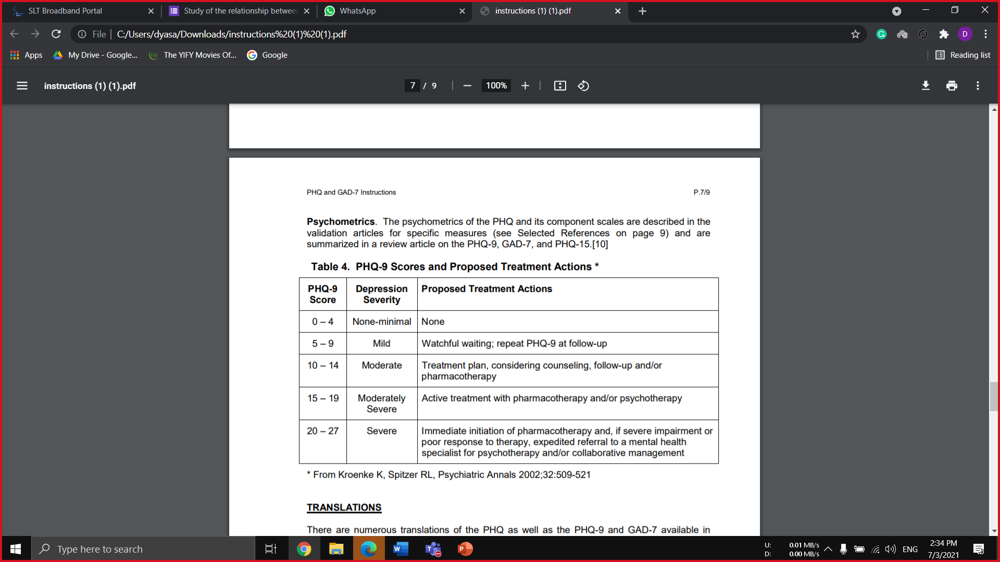 SLT Broadband Portal
Study of the relationship between
WhatsApp
instructions (1) (1).pdf
File
C:/Users/dyasa/Downloads/instructions%20(1)%20(1).pdf
D
Apps
My Drive - Google...
The YIFY Movies Of...
Google
Reading list
instructions (1) (1).pdf
7 / 9
100%
PHQ and GAD-7 Instructions P.7/9
Psychometrics. The psychometrics of the PHQ and its component scales are described in the
validation articles for specific measures (see Selected References on page 9) and are
summarized in a review article on the PHQ-9, GAD-7, and PHQ-15.[10]
Table 4. PHQ-9 Scores and Proposed Treatment Actions *
PHQ-9 Score Depression Severity Proposed Treatment Actions
0 – 4 None-minimal None
5 – 9 Mild Watchful waiting; repeat PHQ-9 at follow-up
10 – 14 Moderate Treatment plan, considering counseling, follow-up and/or
pharmacotherapy
15 – 19 Moderately Severe Active treatment with pharmacotherapy and/or psychotherapy
20 – 27 Severe Immediate initiation of pharmacotherapy and, if severe impairment or
poor response to therapy, expedited referral to a mental health
specialist for psychotherapy and/or collaborative management
* From Kroenke K, Spitzer RL, Psychiatric Annals 2002;32:509-521
TRANSLATIONS
There are numerous translations of the PHQ as well as the PHQ-9 and GAD-7 available in
Type here to search
U: 0.01 MB/s
D: 0.00 MB/s
ENG
2:34 PM
7/3/2021